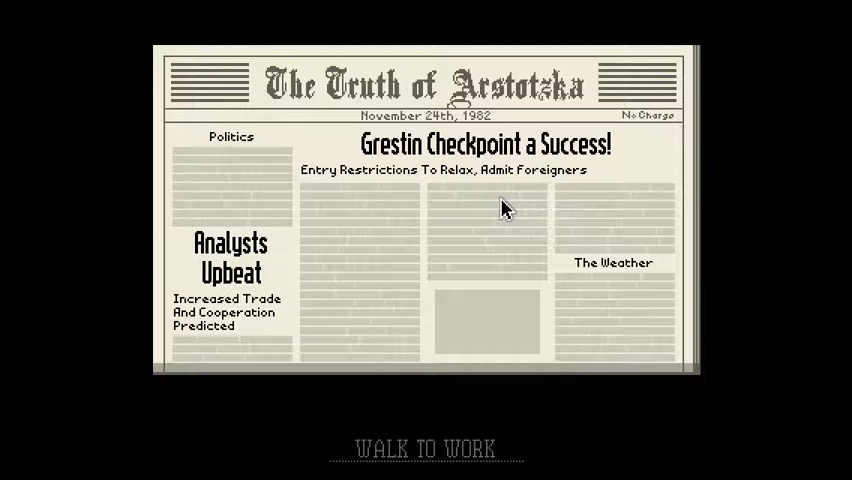 The Truth of Arstotzka
November 24th, 1982
No Charge
Politics
Analysts
Upbeat
Increased Trade
And Cooperation
Predicted
Grestin Checkpoint a Success!
Entry Restrictions To Relax, Admit Foreigners
The Weather
WALK TO WORK